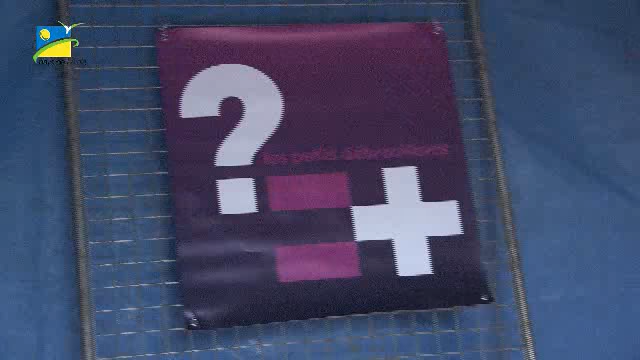 ?
les petits débrouillards
=
+